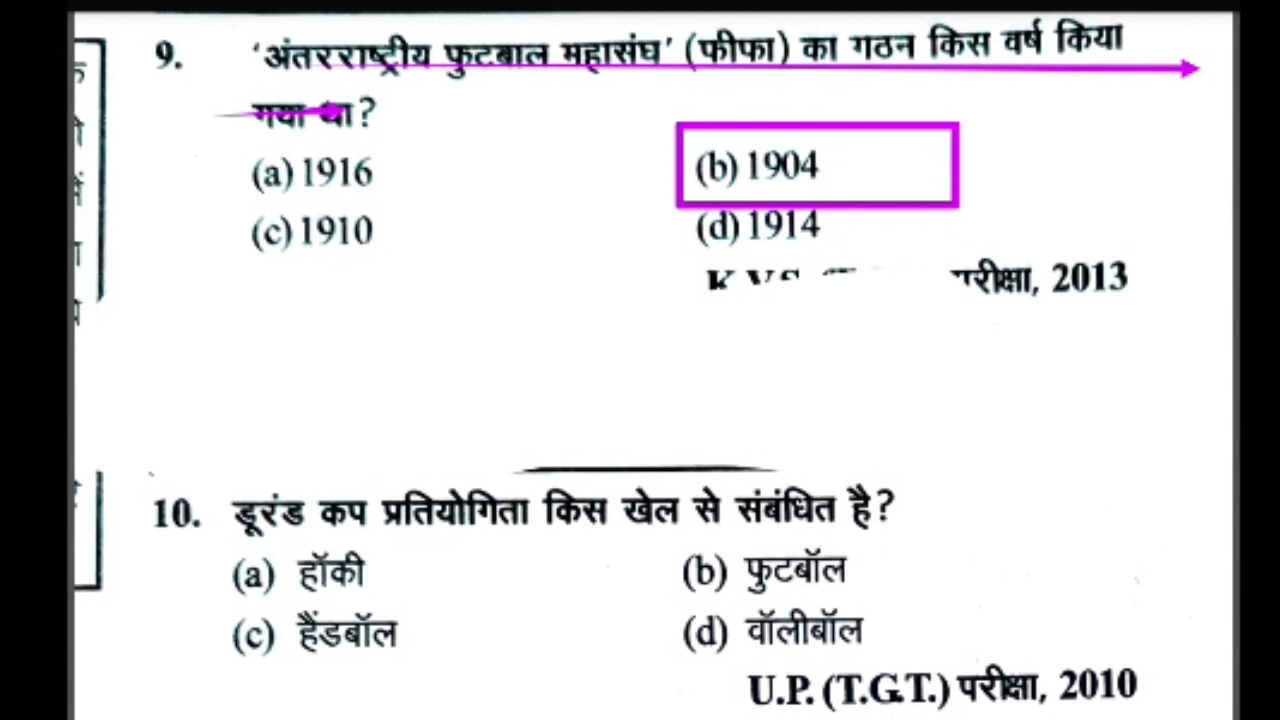 9. 'अंतरराष्ट्रीय फुटबाल महासंघ' (फीफा) का गठन किस वर्ष किया
गया था?
(a) 1916 (b) 1904
(c) 1910 (d) 1914
परीक्षा, 2013
10. डूरंड कप प्रतियोगिता किस खेल से संबंधित है?
(a) हॉकी (b) फुटबॉल
(c) हैंडबॉल (d) वॉलीबॉल
U.P. (T.G.T.) परीक्षा, 2010